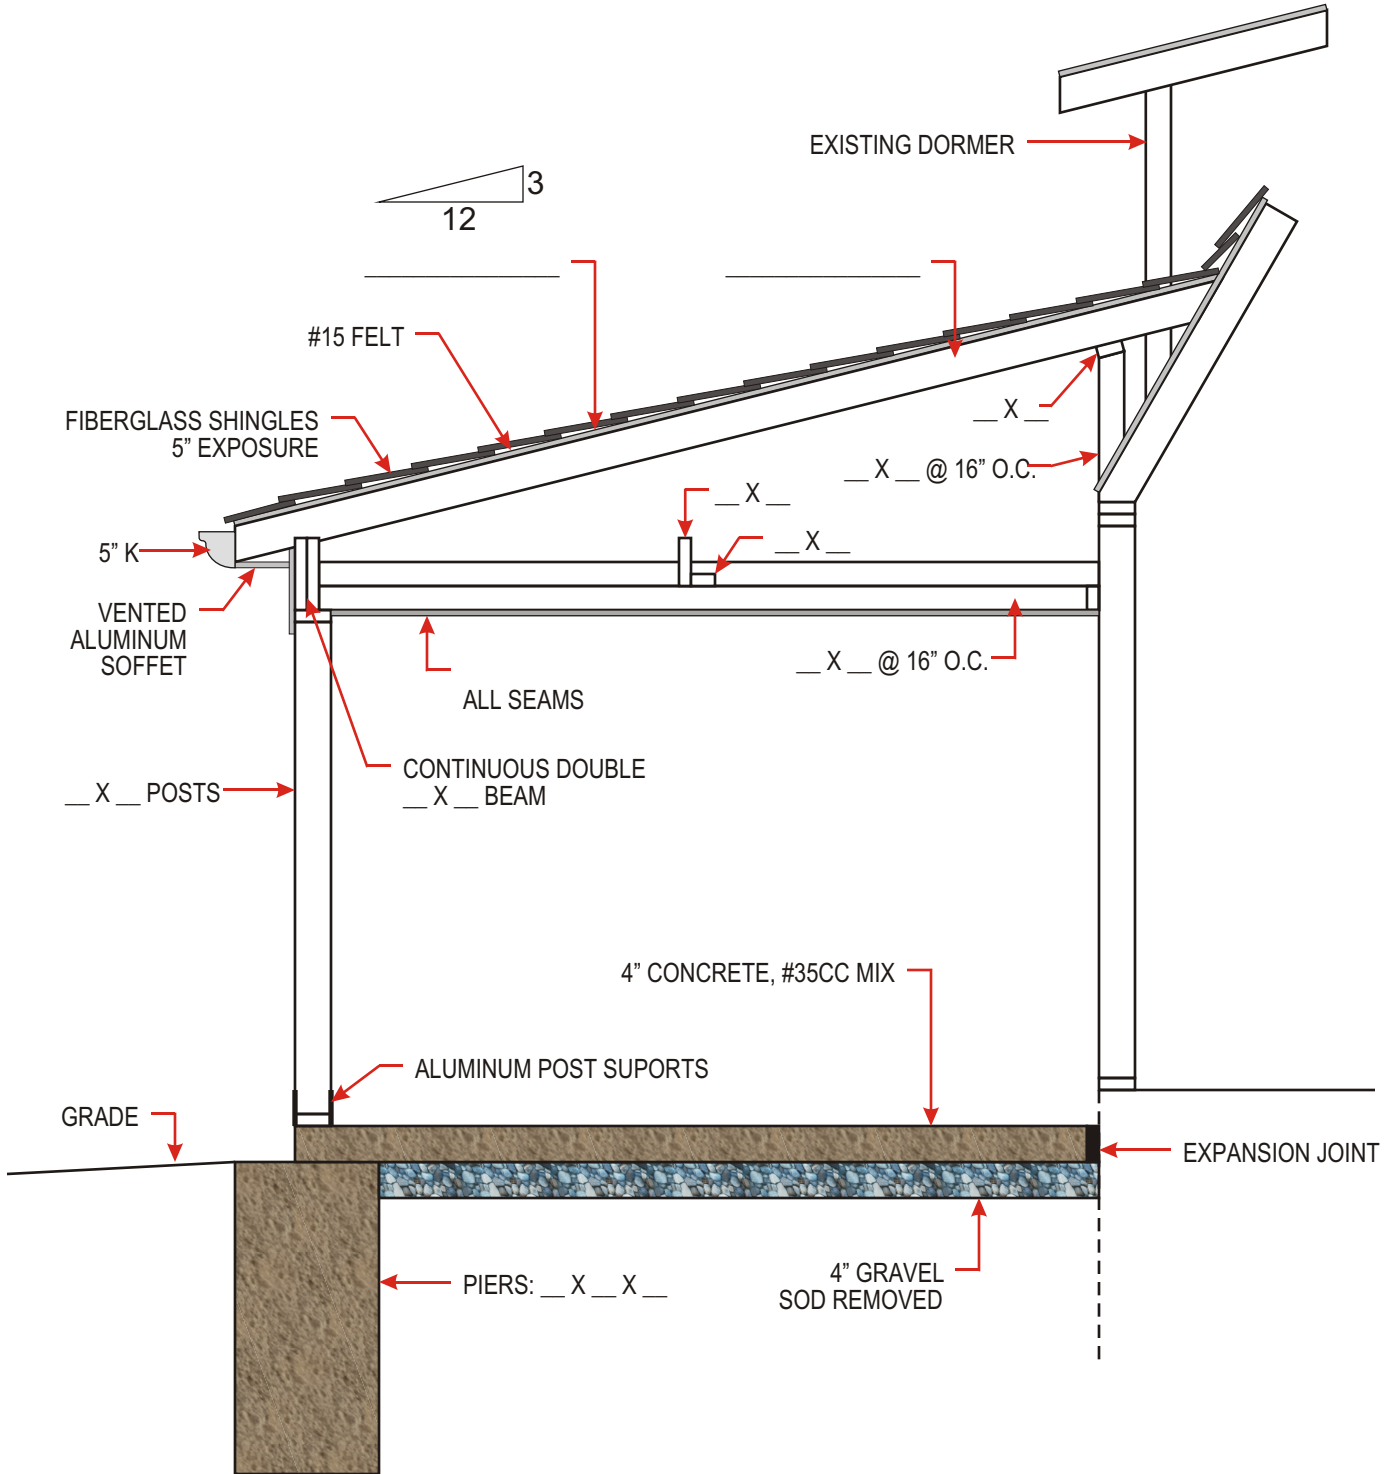 EXISTING DORMER
3
12
________________ ________________
#15 FELT
FIBERGLASS SHINGLES
5” EXPOSURE
__ X __
__ X __ @ 16” O.C.
__ X __
__ X __
5” K
VENTED
ALUMINUM
SOFFET
__ X __ @ 16” O.C.
ALL SEAMS
CONTINUOUS DOUBLE
__ X __ BEAM
__ X __ POSTS
4” CONCRETE, #35CC MIX
ALUMINUM POST SUPORTS
GRADE
EXPANSION JOINT
4” GRAVEL
SOD REMOVED
PIERS: __ X __ X __